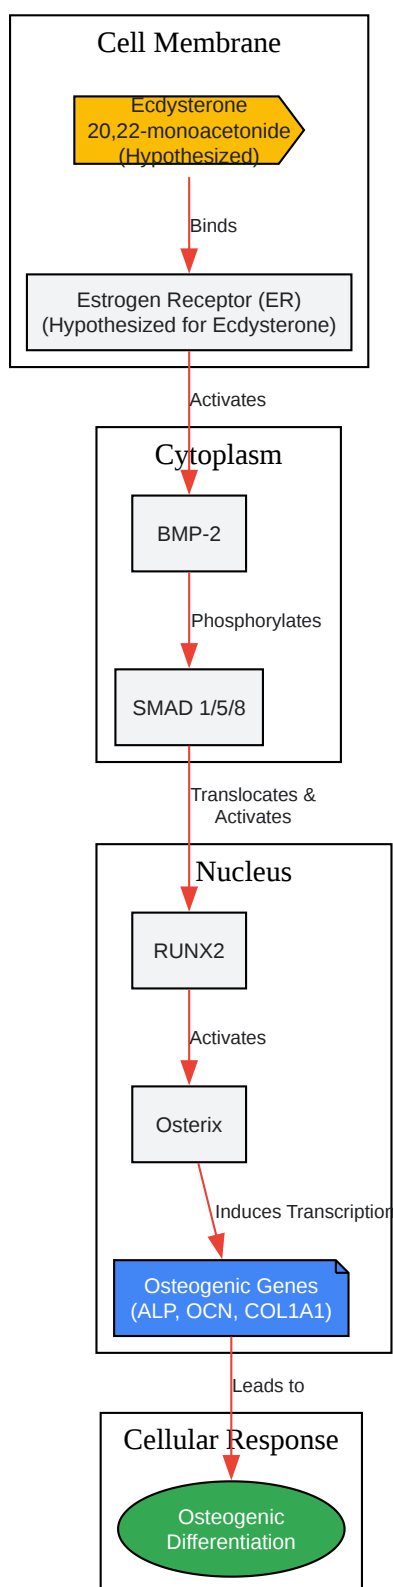 Cell Membrane
Ecdysterone
20,22-monoacetonide
(Hypothesized)
Binds
Estrogen Receptor (ER)
(Hypothesized for Ecdysterone)
Activates
Cytoplasm
BMP-2
Phosphorylates
SMAD 1/5/8
Translocates &
Activates
Nucleus
RUNX2
Activates
Osterix
Induces Transcription
Osteogenic Genes
(ALP, OCN, COL1A1)
Leads to
Cellular Response
Osteogenic
Differentiation